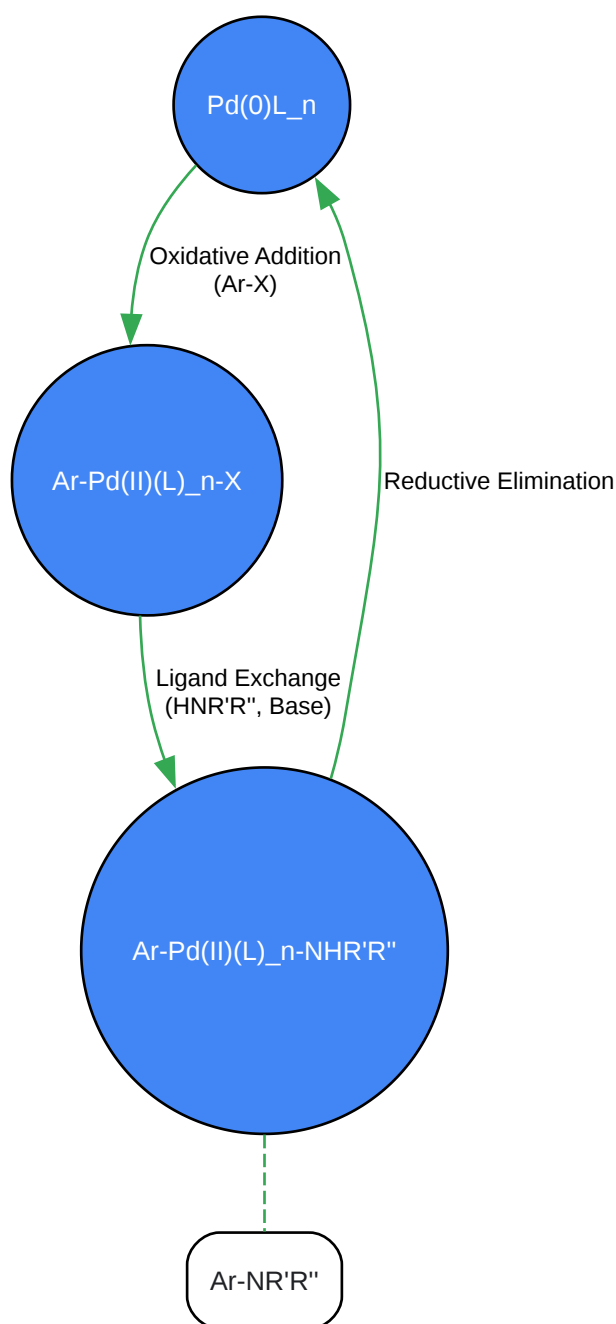 Pd(0)L_n
Oxidative Addition
(Ar-X)
Ar-Pd(II)(L)_n-X
Reductive Elimination
Ligand Exchange
(HNR'R'', Base)
Ar-Pd(II)(L)_n-NHR'R''
Ar-NR'R''